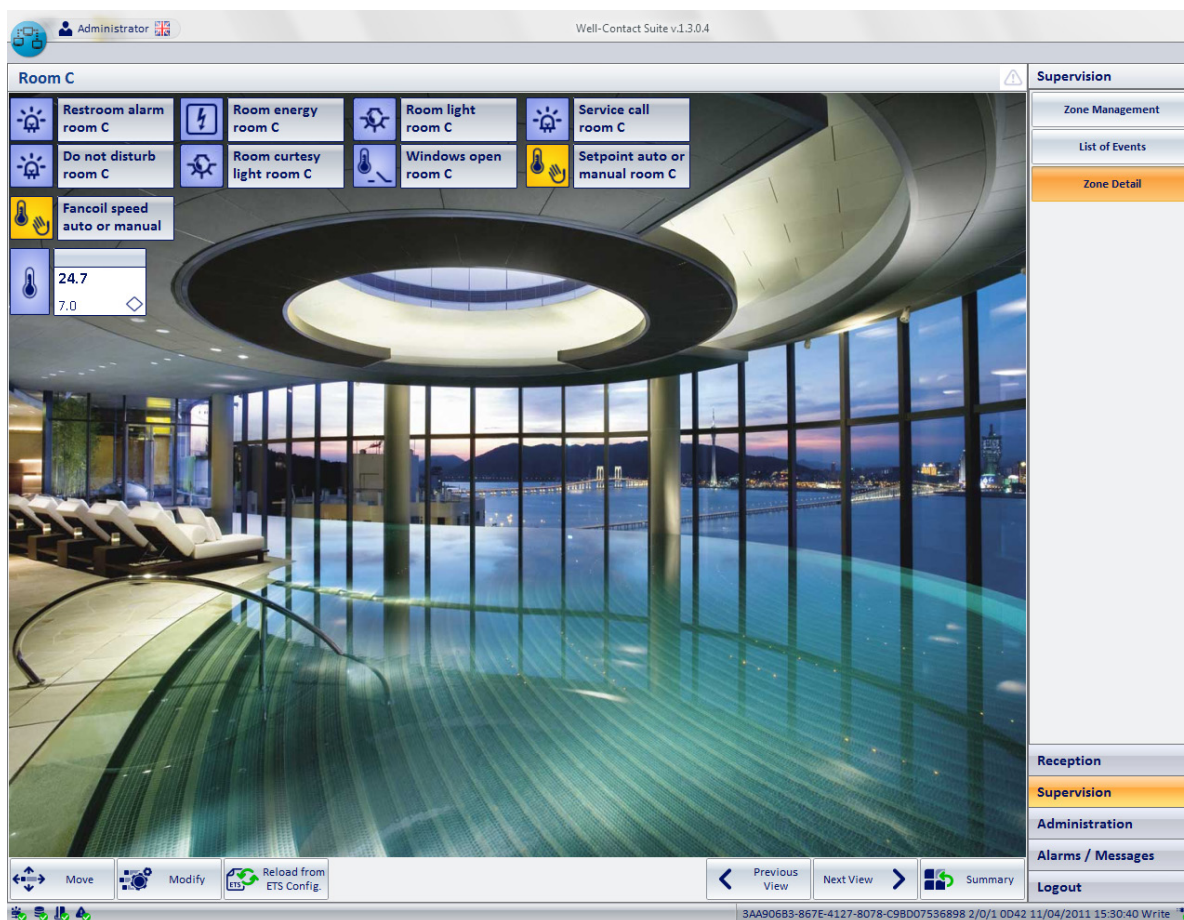 Administrator
Well-Contact Suite v.1.3.0.4
Room C
Supervision
Restroom alarm
room C
Room energy
room C
Room light
room C
Service call
room C
Do not disturb
room C
Room curtesy
light room C
Windows open
room C
Setpoint auto or
manual room C
Fancoil speed
auto or manual
24.7
7.0
Zone Management
List of Events
Zone Detail
Reception
Supervision
Administration
Alarms / Messages
Logout
Move
Modify
ETS
Reload from
ETS Config.
Previous
View
Next View
Summary
3AA906B3-867E-4127-8078-C9BD07536898 2/0/1 0D42 11/04/2011 15:30:40 Write